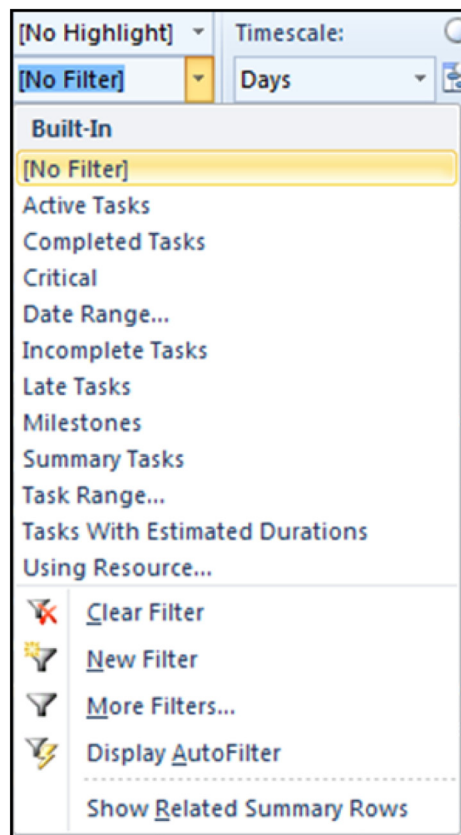 [No Highlight] Timescale:
[No Filter] Days
Built-In
[No Filter]
Active Tasks
Completed Tasks
Critical
Date Range...
Incomplete Tasks
Late Tasks
Milestones
Summary Tasks
Task Range...
Tasks With Estimated Durations
Using Resource...
Clear Filter
New Filter
More Filters...
Display AutoFilter
Show Related Summary Rows